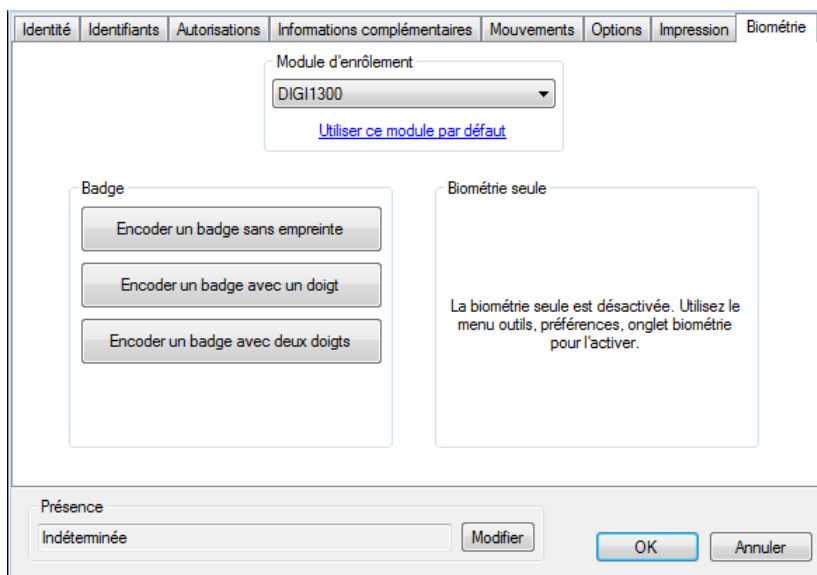 Identité Identifiants Autorisations Informations complémentaires Mouvements Options Impression Biométrie
Module d'enrôlement
DIGI1300
Utiliser ce module par défaut
Badge
Encoder un badge sans empreinte
Encoder un badge avec un doigt
Encoder un badge avec deux doigts
Biométrie seule
La biométrie seule est désactivée. Utilisez le
menu outils, préférences, onglet biométrie
pour l'activer.
Présence
Indéterminée Modifier
OK Annuler